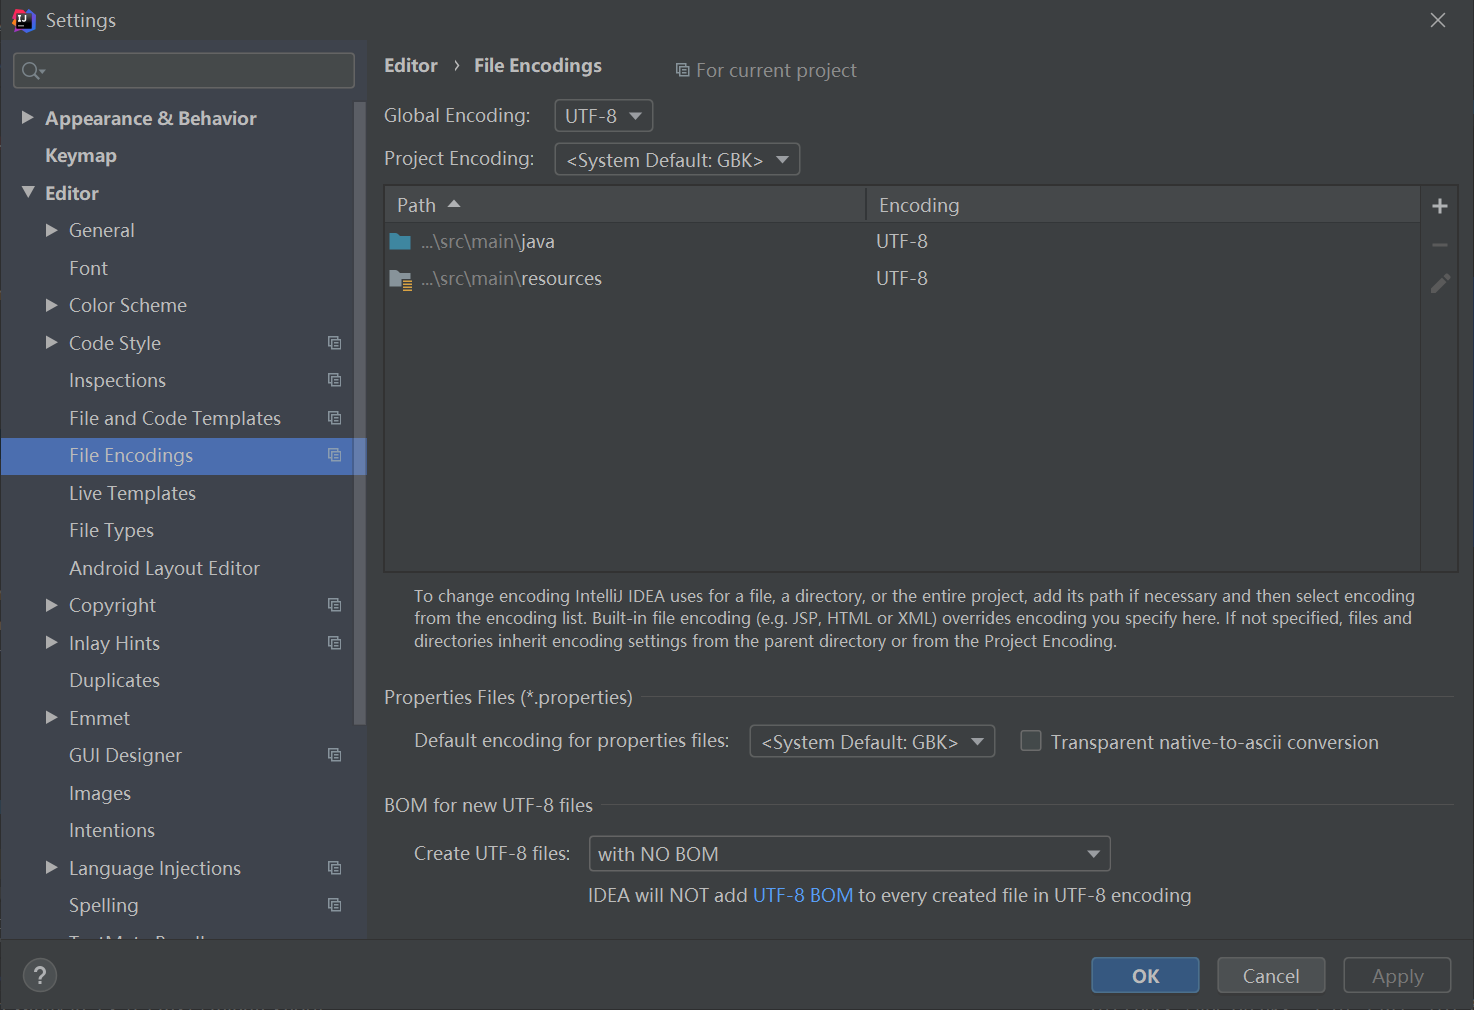 Settings
Appearance & Behavior
Keymap
Editor
General
Font
Color Scheme
Code Style
Inspections
File and Code Templates
File Encodings
Live Templates
File Types
Android Layout Editor
Copyright
Inlay Hints
Duplicates
Emmet
GUI Designer
Images
Intentions
Language Injections
Spelling
Editor › File Encodings
For current project
Global Encoding: UTF-8
Project Encoding: <System Default: GBK>
Path Encoding
...\src\main\java UTF-8
...\src\main\resources UTF-8
To change encoding IntelliJ IDEA uses for a file, a directory, or the entire project, add its path if necessary and then select encoding
from the encoding list. Built-in file encoding (e.g. JSP, HTML or XML) overrides encoding you specify here. If not specified, files and
directories inherit encoding settings from the parent directory or from the Project Encoding.
Properties Files (*.properties)
Default encoding for properties files: <System Default: GBK> Transparent native-to-ascii conversion
BOM for new UTF-8 files
Create UTF-8 files: with NO BOM
IDEA will NOT add UTF-8 BOM to every created file in UTF-8 encoding
? OK Cancel Apply